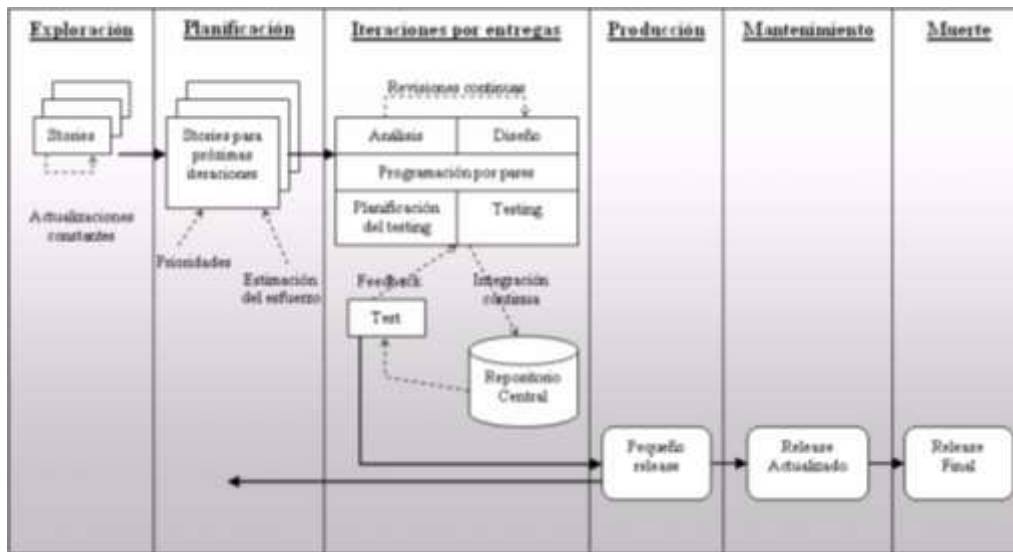 Exploración
Planificación
Iteraciones por entregas
Producción
Mantenimiento
Muerte
Stories
Actualizaciones
constantes
Stories para
próximas
iteraciones
Prioridades
Estimación
del esfuerzo
Revisiones continuas
Análisis
Diseño
Programación por pares
Planificación
del testing
Testing
Feedback
Integración
continua
Test
Repositorio
Central
Pequeño
release
Release
Actualizado
Release
Final